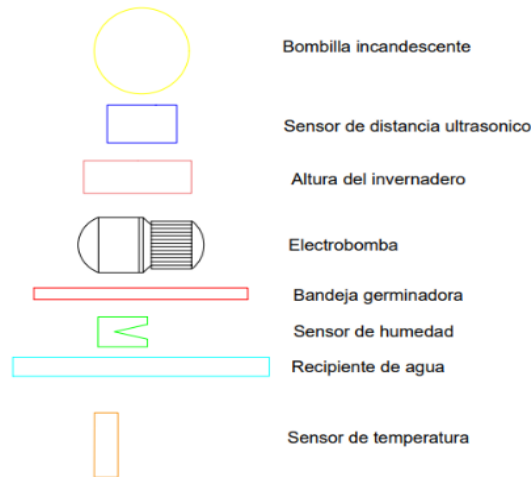 Bombilla incandescente
Sensor de distancia ultrasonico
Altura del invernadero
Electrobomba
Bandeja germinadora
Sensor de humedad
Recipiente de agua
Sensor de temperatura